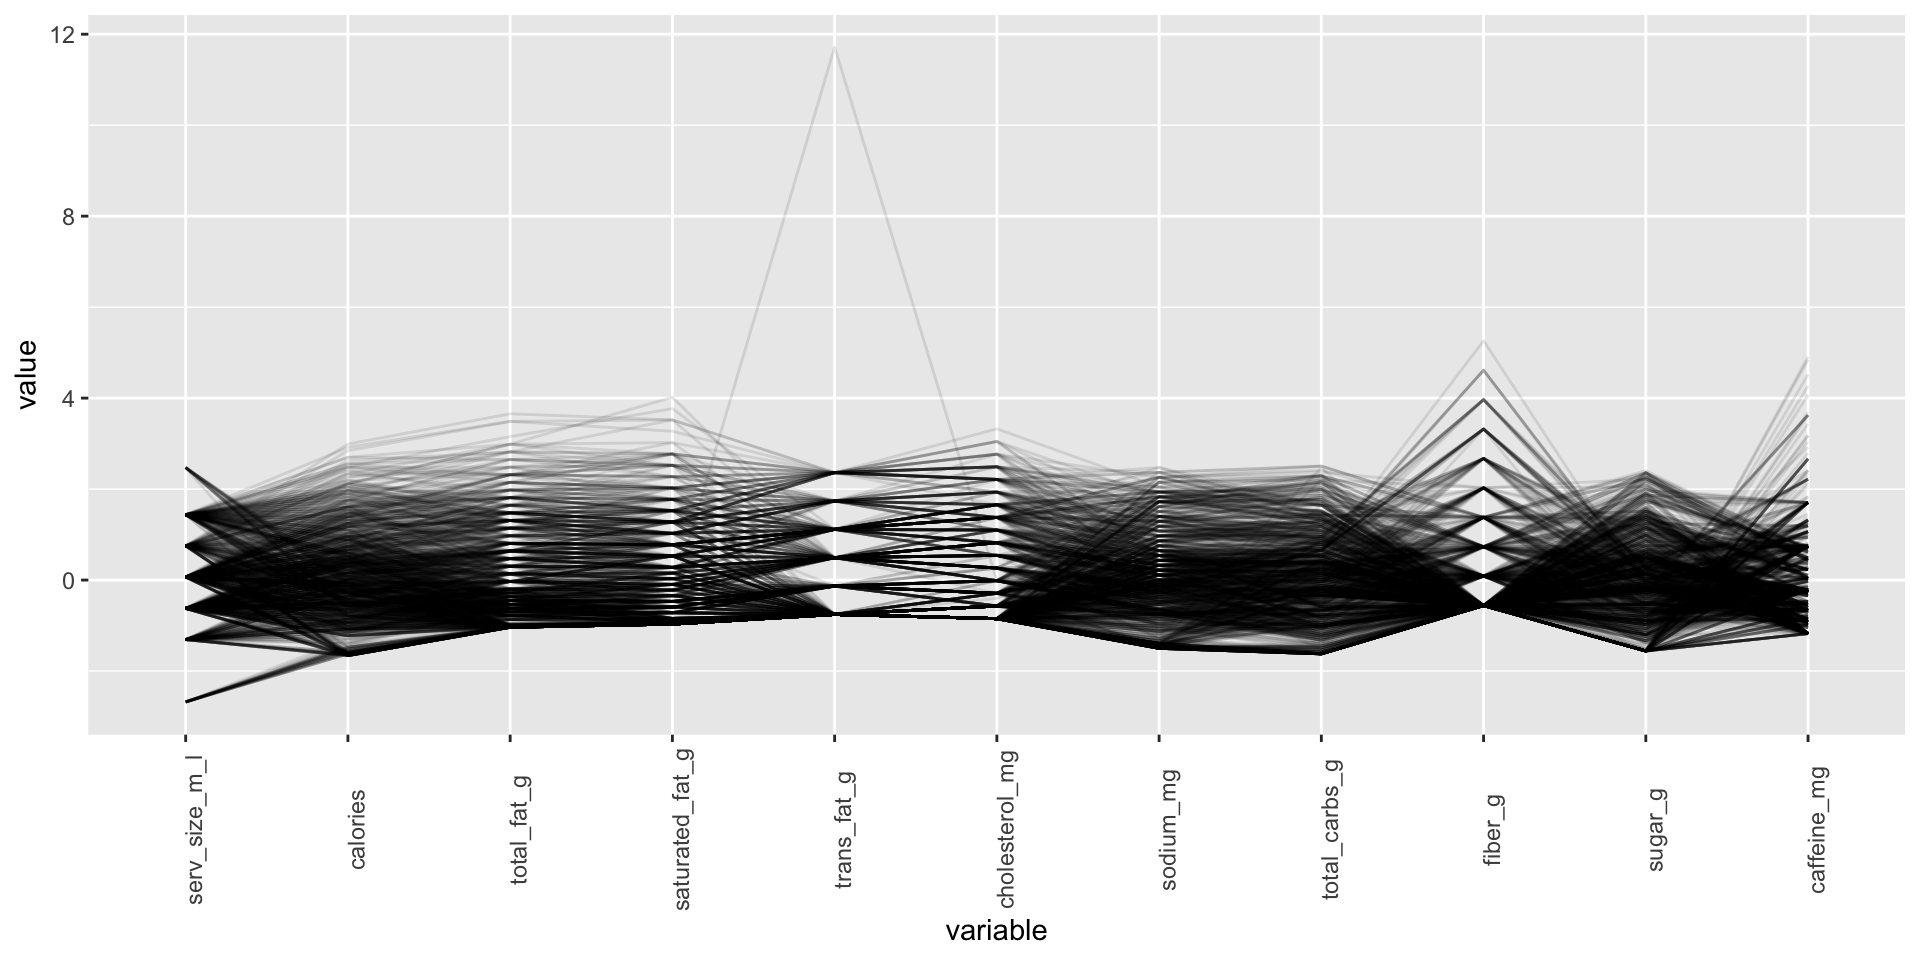 12
8
4
0
value
serv_size_m_l
calories
total_fat_g
saturated_fat_g
trans_fat_g
cholesterol_mg
sodium_mg
total_carbs_g
fiber_g
sugar_g
caffeine_mg
variable